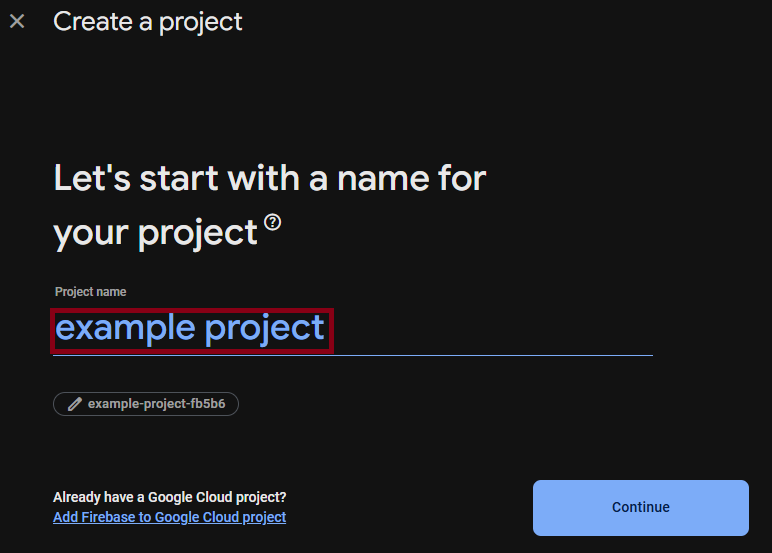 Create a project
Let's start with a name for
your project
Project name
example project
example-project-fb5b6
Already have a Google Cloud project?
Add Firebase to Google Cloud project
Continue